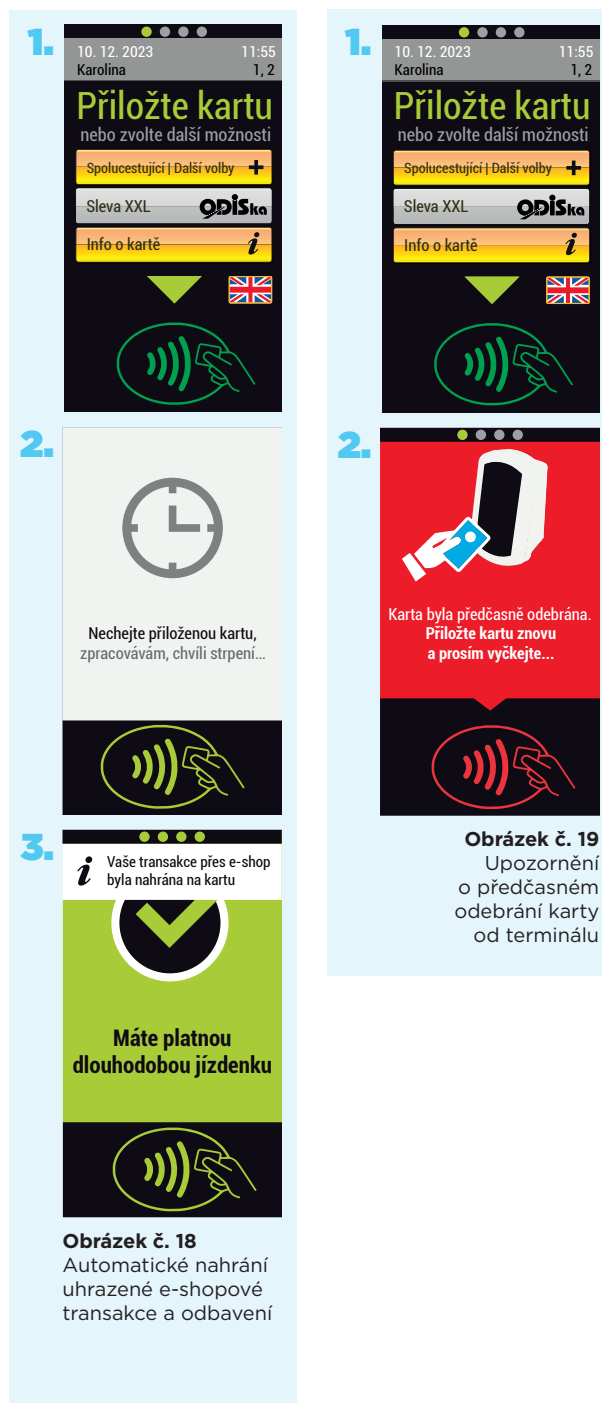 1.
10. 12. 2023 11:55
Karolina 1, 2
Přiložte kartu
nebo zvolte další možnosti
Spolucestující | Další volby +
Sleva XXL ODISka
Info o kartě i
2.
Nechejte přiloženou kartu,
zpracovávám, chvíli strpení...
3.
i Vaše transakce přes e-shop
byla nahrána na kartu
Máte platnou
dlouhodobou jízdenku
Obrázek č. 18
Automatické nahrání
uhrazené e-shopové
transakce a odbavení
1.
10. 12. 2023 11:55
Karolina 1, 2
Přiložte kartu
nebo zvolte další možnosti
Spolucestující | Další volby +
Sleva XXL ODISka
Info o kartě i
2.
Karta byla předčasně odebrána.
Přiložte kartu znovu
a prosím vyčkejte...
Obrázek č. 19
Upozornění
o předčasném
odebrání karty
od terminálu